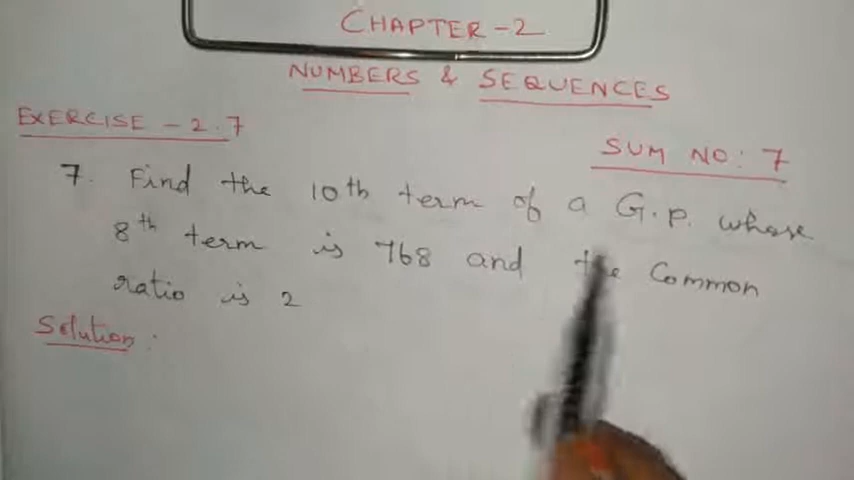 CHAPTER - 2
NUMBERS & SEQUENCES
EXERCISE - 2.7
SUM NO: 7
7. Find the 10th term of a G.p. whose
8th term is 768 and the Common
ratio is 2
Solution: